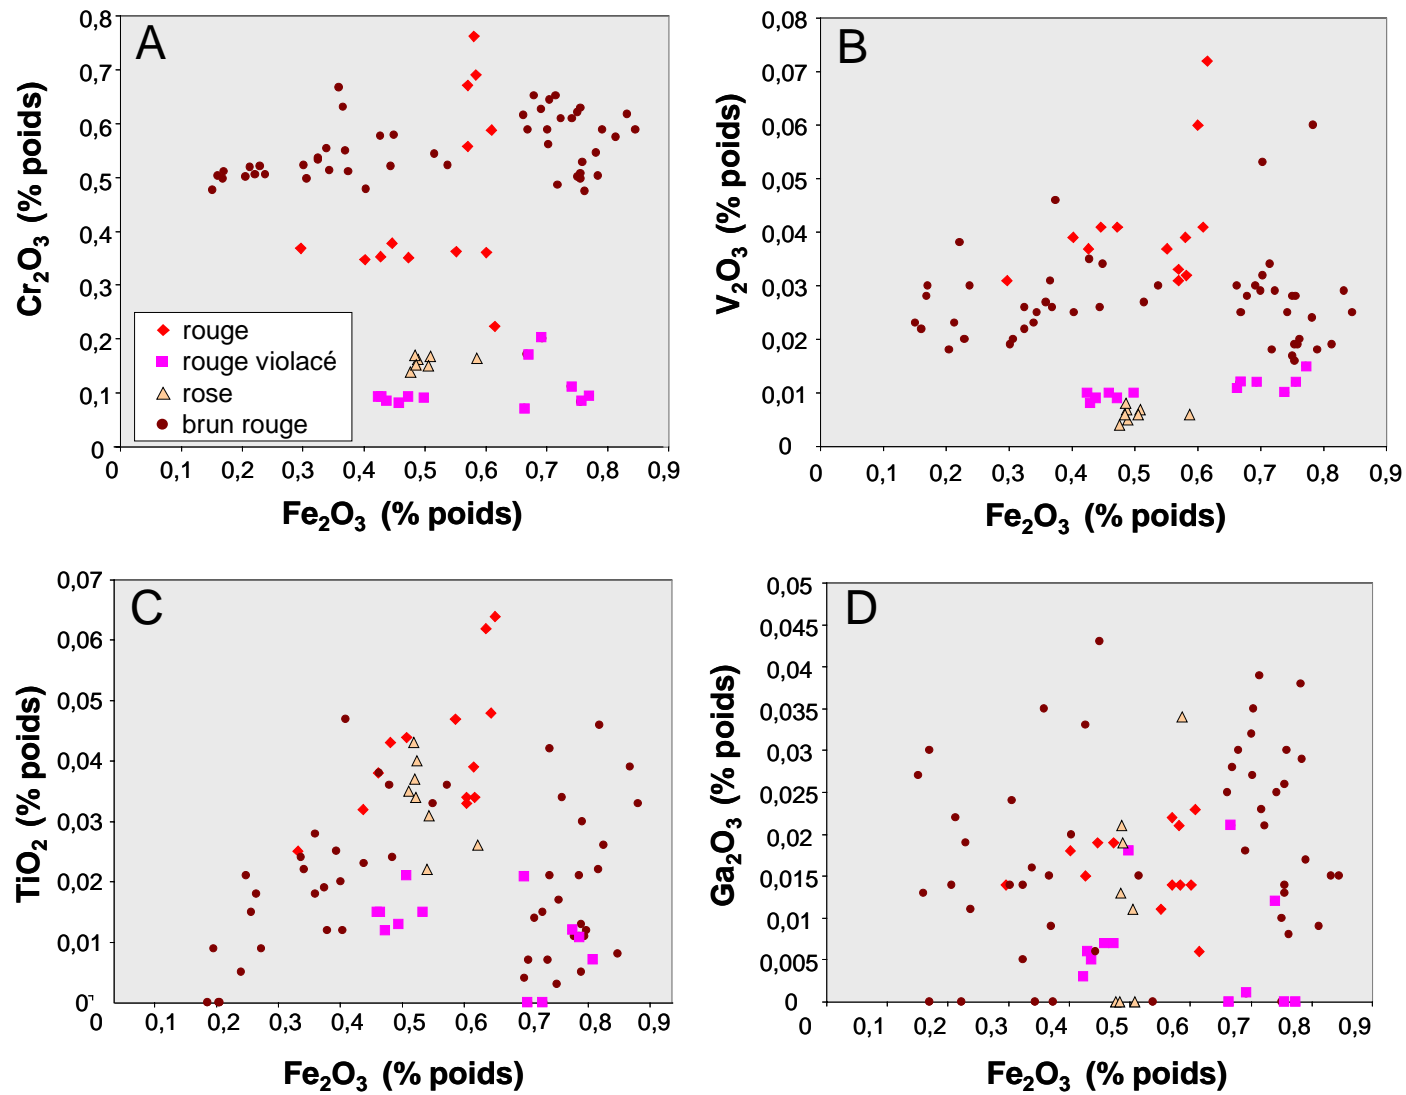 A
0,8
0,7
0,6
0,5
0,4
0,3
0,2
0,1
0
Cr2O3 (% poids)
rouge
rouge violacé
rose
brun rouge
0 0,1 0,2 0,3 0,4 0,5 0,6 0,7 0,8 0,9
Fe2O3 (% poids)
B
0,08
0,07
0,06
0,05
0,04
0,03
0,02
0,01
0
V2O3 (% poids)
0 0,1 0,2 0,3 0,4 0,5 0,6 0,7 0,8 0,9
Fe2O3 (% poids)
C
0,07
0,06
0,05
0,04
0,03
0,02
0,01
0
TiO2 (% poids)
0 0,1 0,2 0,3 0,4 0,5 0,6 0,7 0,8 0,9
Fe2O3 (% poids)
D
0,05
0,045
0,04
0,035
0,03
0,025
0,02
0,015
0,01
0,005
0
Ga2O3 (% poids)
0 0,1 0,2 0,3 0,4 0,5 0,6 0,7 0,8 0,9
Fe2O3 (% poids)